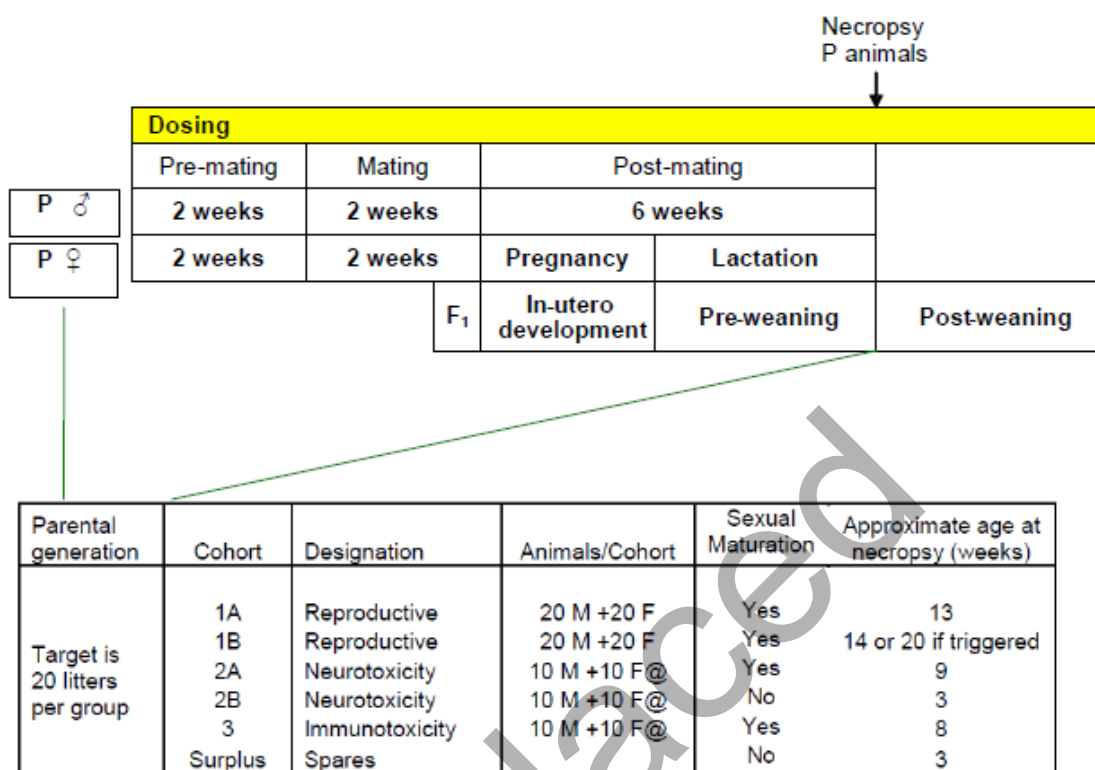 Necropsy
P animals
Dosing
Pre-mating Mating Post-mating
P ♂ 2 weeks 2 weeks 6 weeks
P ♀ 2 weeks 2 weeks Pregnancy Lactation
F₁ In-utero development Pre-weaning Post-weaning
Parental generation Cohort Designation Animals/Cohort Sexual Maturation Approximate age at necropsy (weeks)
Target is 20 litters per group
1A Reproductive 20 M +20 F Yes 13
1B Reproductive 20 M +20 F Yes 14 or 20 if triggered
2A Neurotoxicity 10 M +10 F@ Yes 9
2B Neurotoxicity 10 M +10 F@ No 3
3 Immunotoxicity 10 M +10 F@ Yes 8
Surplus Spares No 3
laced